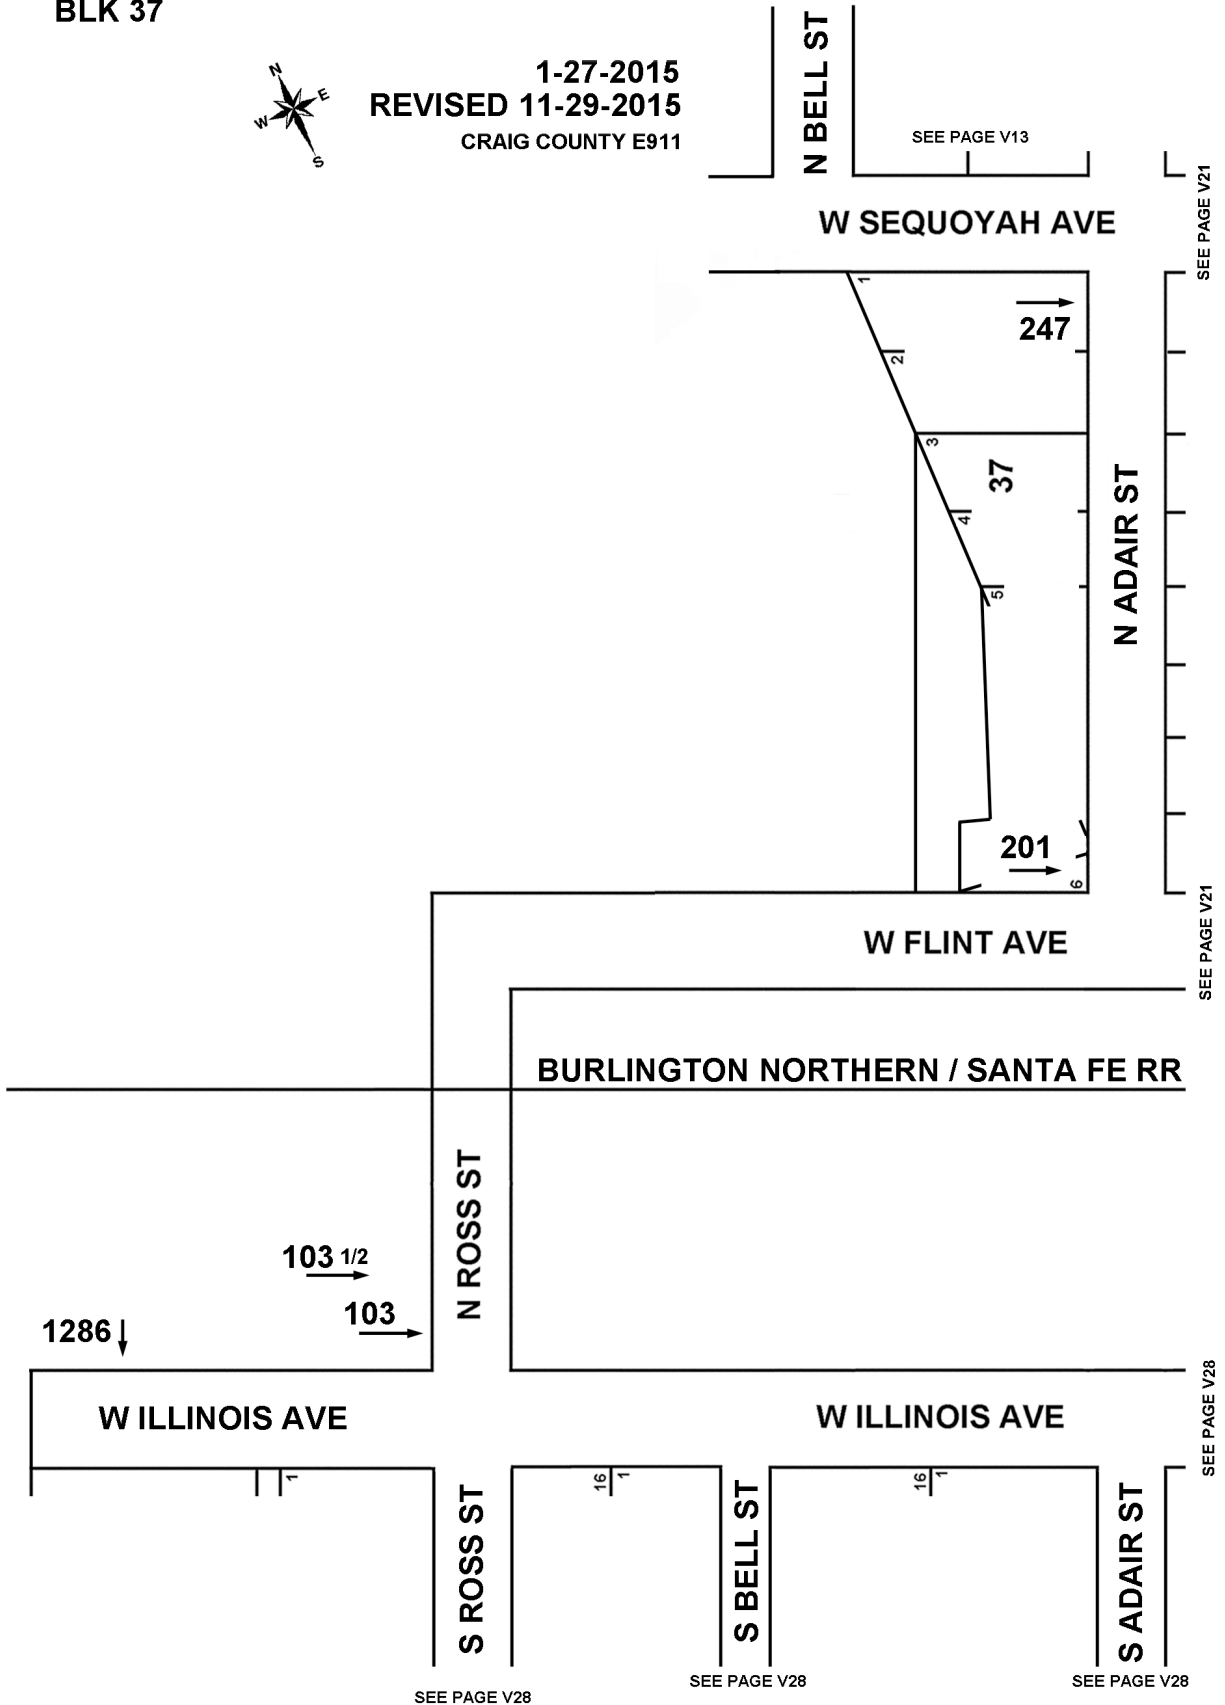 BLK 37
N
E
W
S
1-27-2015
REVISED 11-29-2015
CRAIG COUNTY E911
N BELL ST
SEE PAGE V13
SEE PAGE V21
W SEQUOYAH AVE
1
247
2
3
37
4
N ADAIR ST
5
201
6
SEE PAGE V21
W FLINT AVE
BURLINGTON NORTHERN / SANTA FE RR
N ROSS ST
103 1/2
103
1286
W ILLINOIS AVE
W ILLINOIS AVE
SEE PAGE V28
1
16
1
16
1
S ROSS ST
S BELL ST
S ADAIR ST
SEE PAGE V28
SEE PAGE V28
SEE PAGE V28